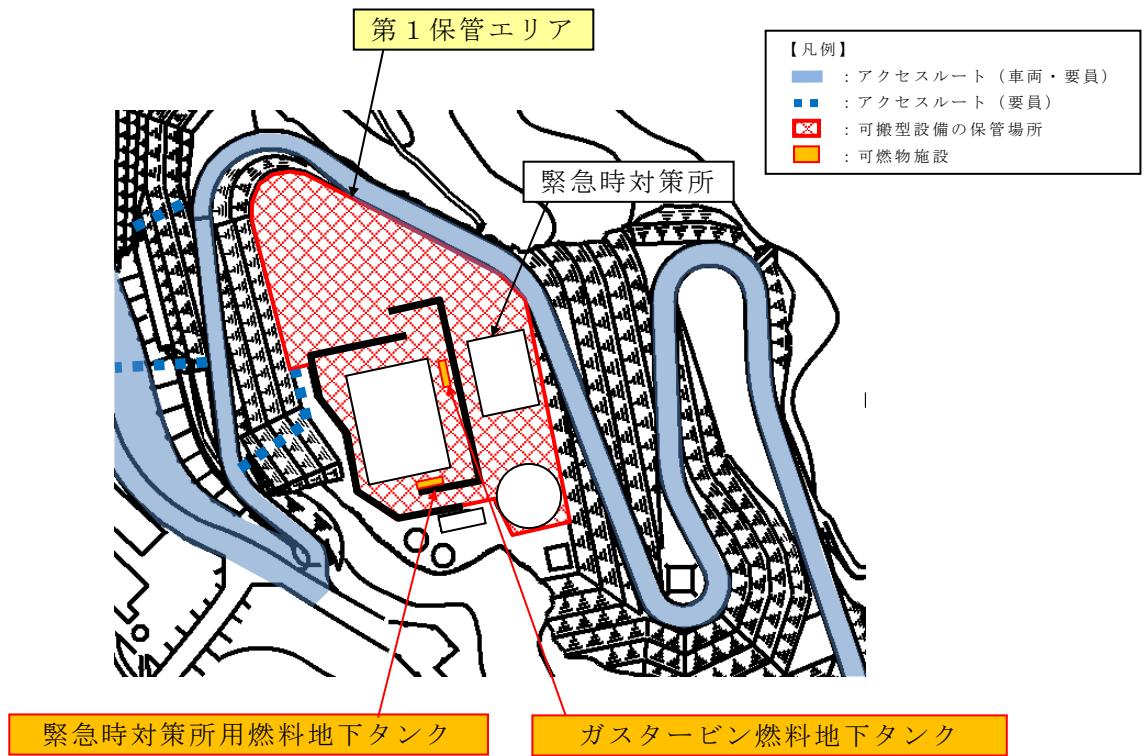 第１保管エリア
【凡例】
：アクセスルート（車両・要員）
：アクセスルート（要員）
：可搬型設備の保管場所
：可燃物施設
緊急時対策所
緊急時対策所用燃料地下タンク
ガスタービン燃料地下タンク